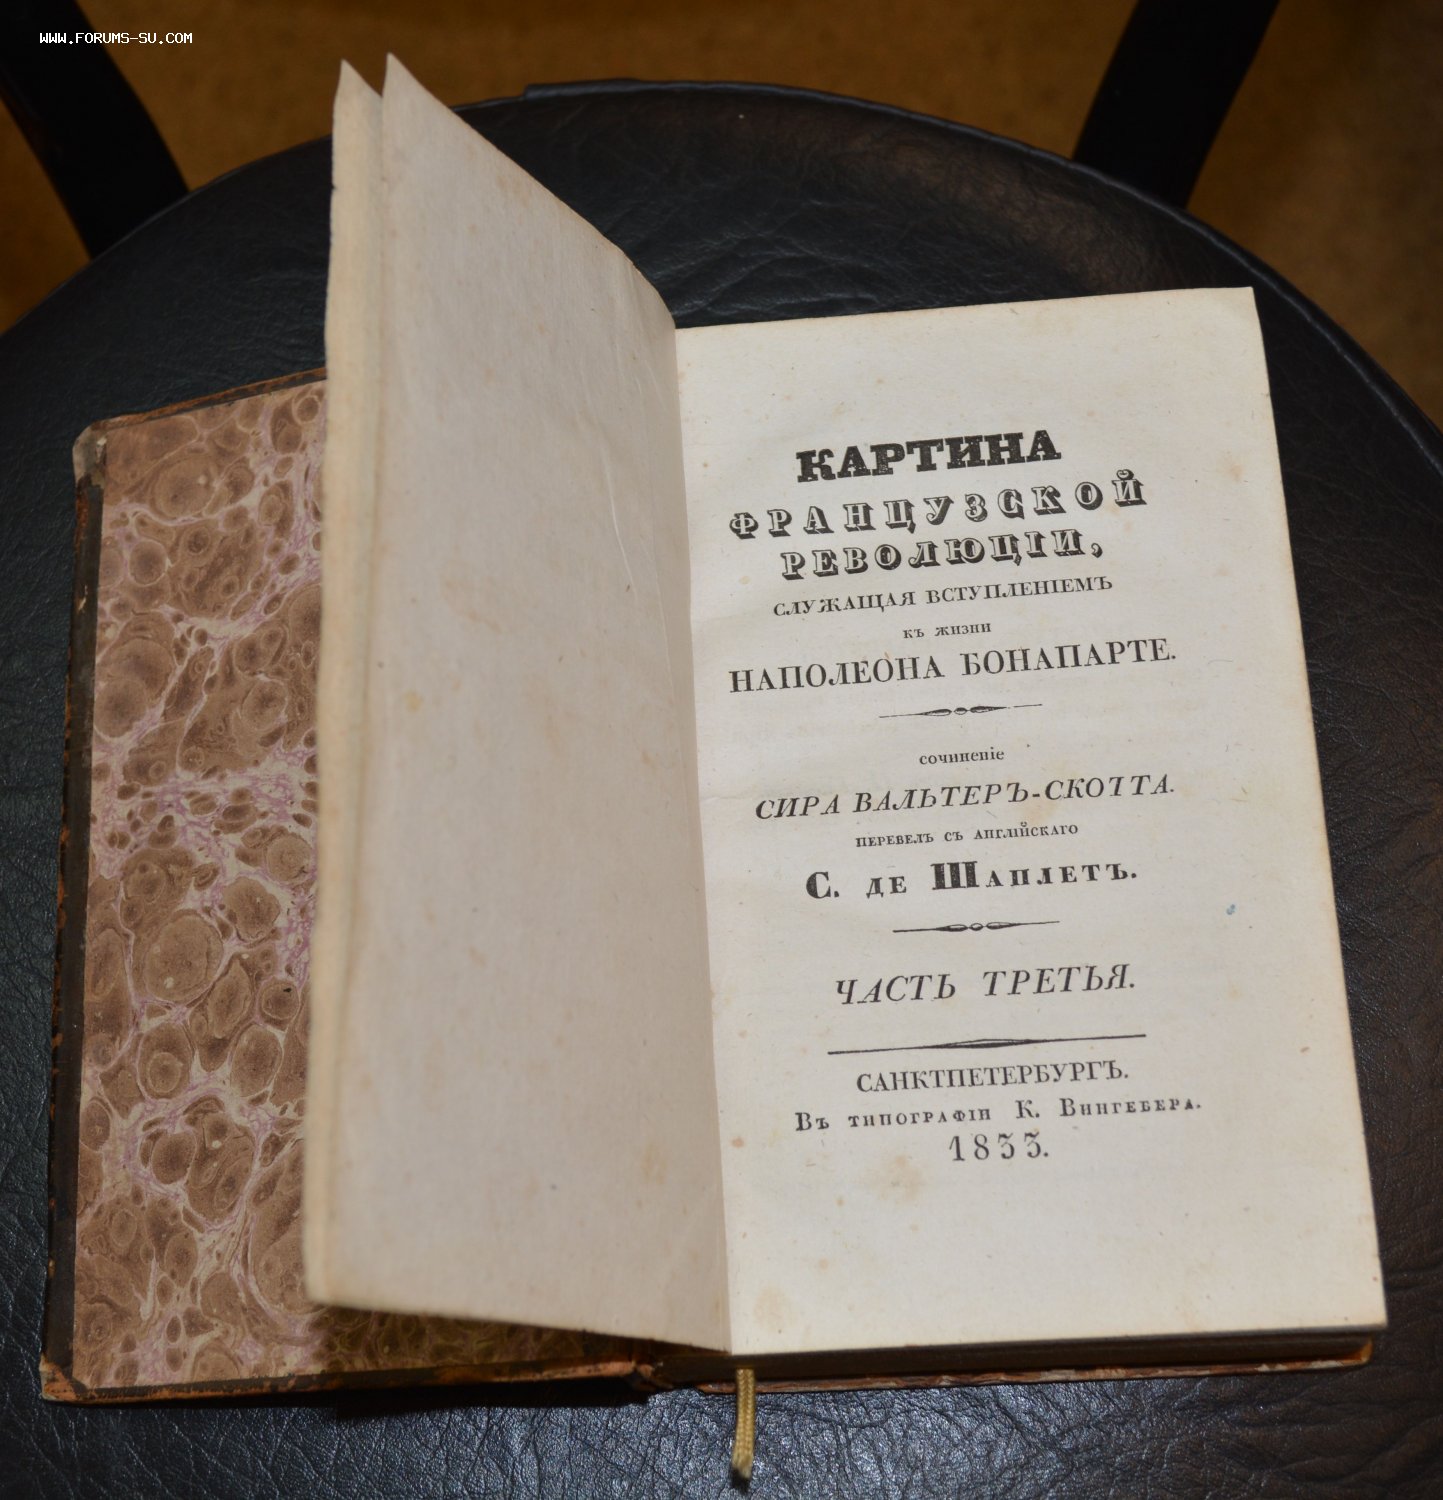 WWW.FORUMS-SU.COM
КАРТИНА
ФРАНЦУЗСКОЙ
РЕВОЛЮЦІИ,
СЛУЖАЩАЯ ВСТУПЛЕНІЕМЪ
КЪ ЖИЗНИ
НАПОЛЕОНА БОНАПАРТЕ.
СОЧИНЕНІЕ
СИРА ВАЛЬТЕРЪ-СКОТТА.
ПЕРЕВЕЛЪ СЪ АНГЛІЙСКАГО
С. ДЕ ШАПЛЕТЪ.
ЧАСТЬ ТРЕТЬЯ.
САНКТПЕТЕРБУРГЪ.
Въ типографіи К. Вингебера.
1833.